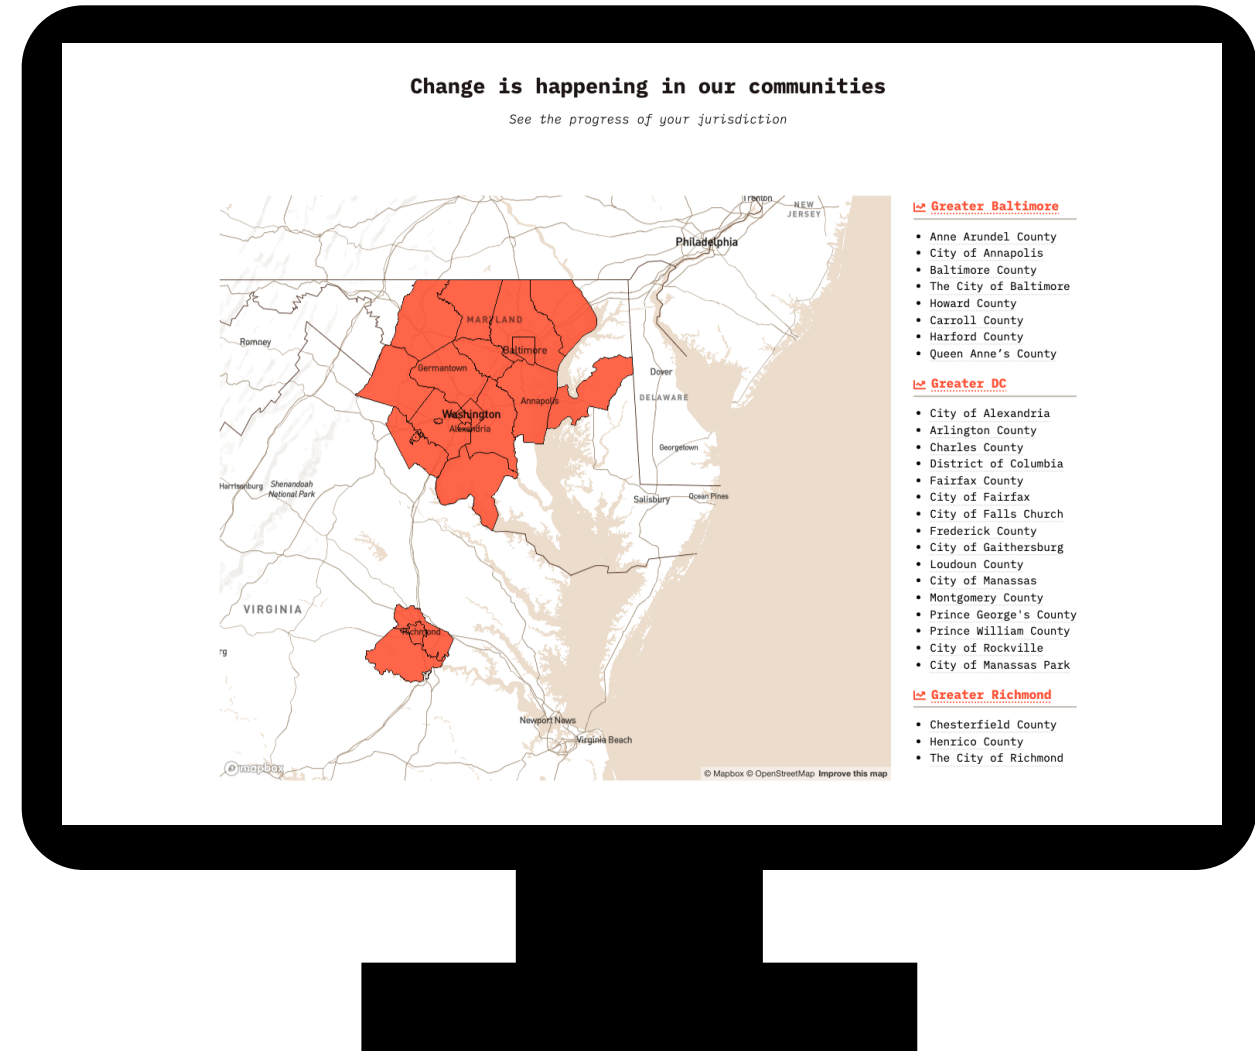 Change is happening in our communities
See the progress of your jurisdiction
Trenton
NEW
JERSEY
Philadelphia
MARYLAND
Romney
Baltimore
Germantown
Dover
DELAWARE
Annapolis
Washington
Alexandria
Georgetown
Harrisonburg
Shenandoah
National Park
Salisbury
Ocean Pines
VIRGINIA
Richmond
rg
Newport News
Virginia Beach
mapbox
© Mapbox © OpenStreetMap Improve this map
Greater Baltimore
• Anne Arundel County
• City of Annapolis
• Baltimore County
• The City of Baltimore
• Howard County
• Carroll County
• Harford County
• Queen Anne’s County
Greater DC
• City of Alexandria
• Arlington County
• Charles County
• District of Columbia
• Fairfax County
• City of Fairfax
• City of Falls Church
• Frederick County
• City of Gaithersburg
• Loudoun County
• City of Manassas
• Montgomery County
• Prince George's County
• Prince William County
• City of Rockville
• City of Manassas Park
Greater Richmond
• Chesterfield County
• Henrico County
• The City of Richmond